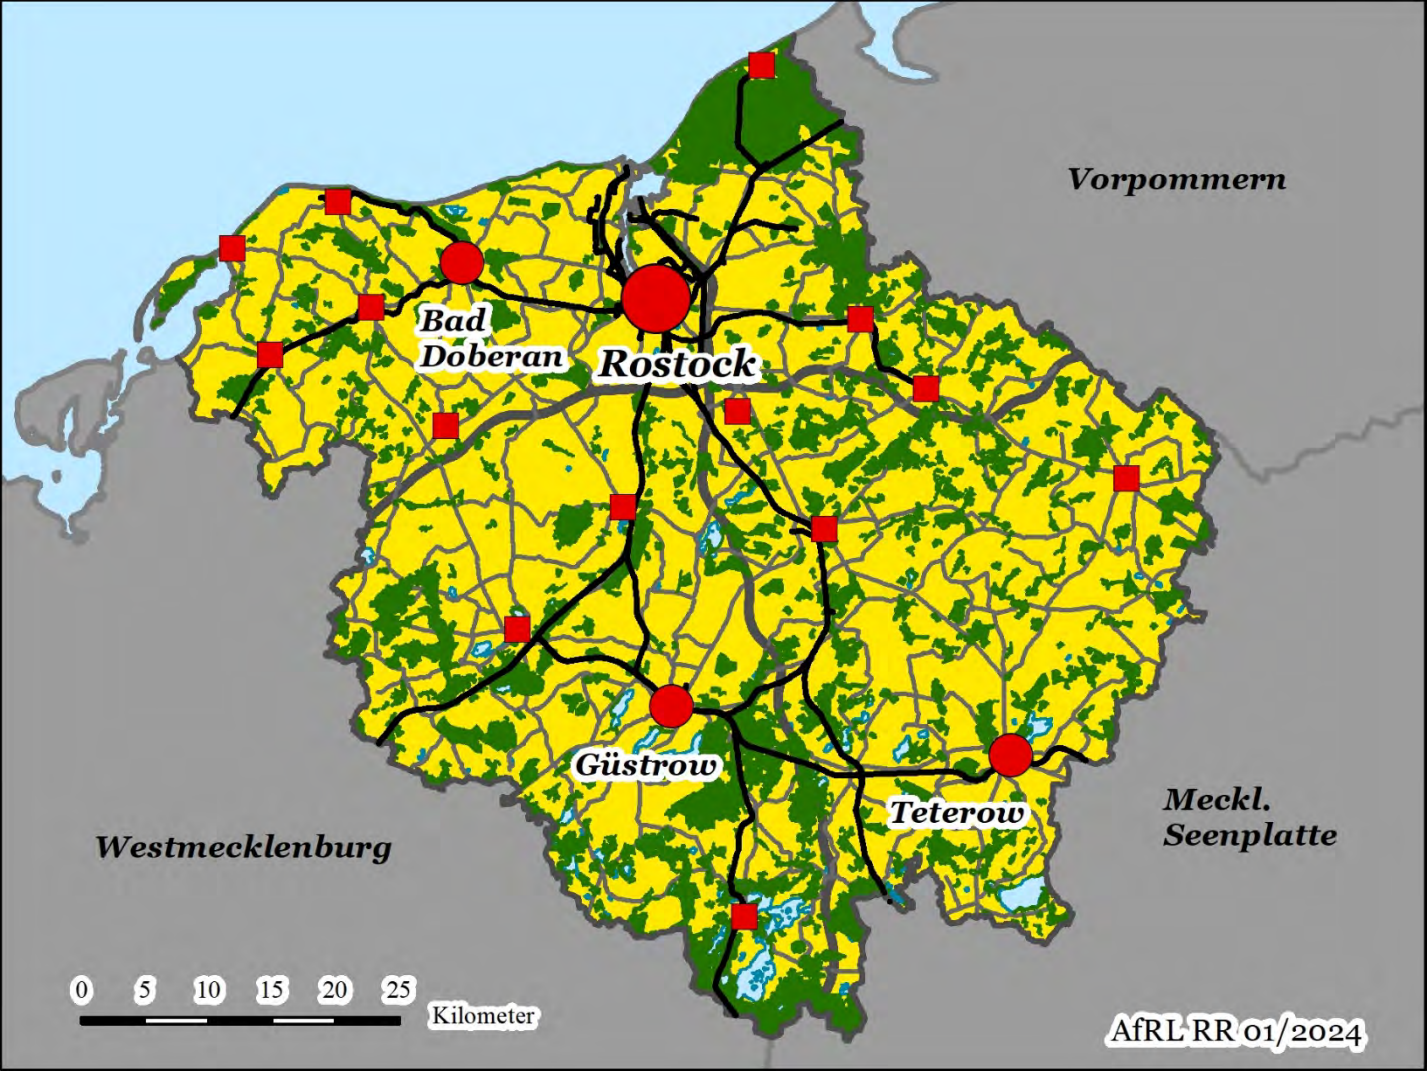 Vorpommern
Bad
Doberan
Rostock
Güstrow
Teterow
Meckl.
Seenplatte
Westmecklenburg
0 5 10 15 20 25
Kilometer
AfRL RR 01/2024